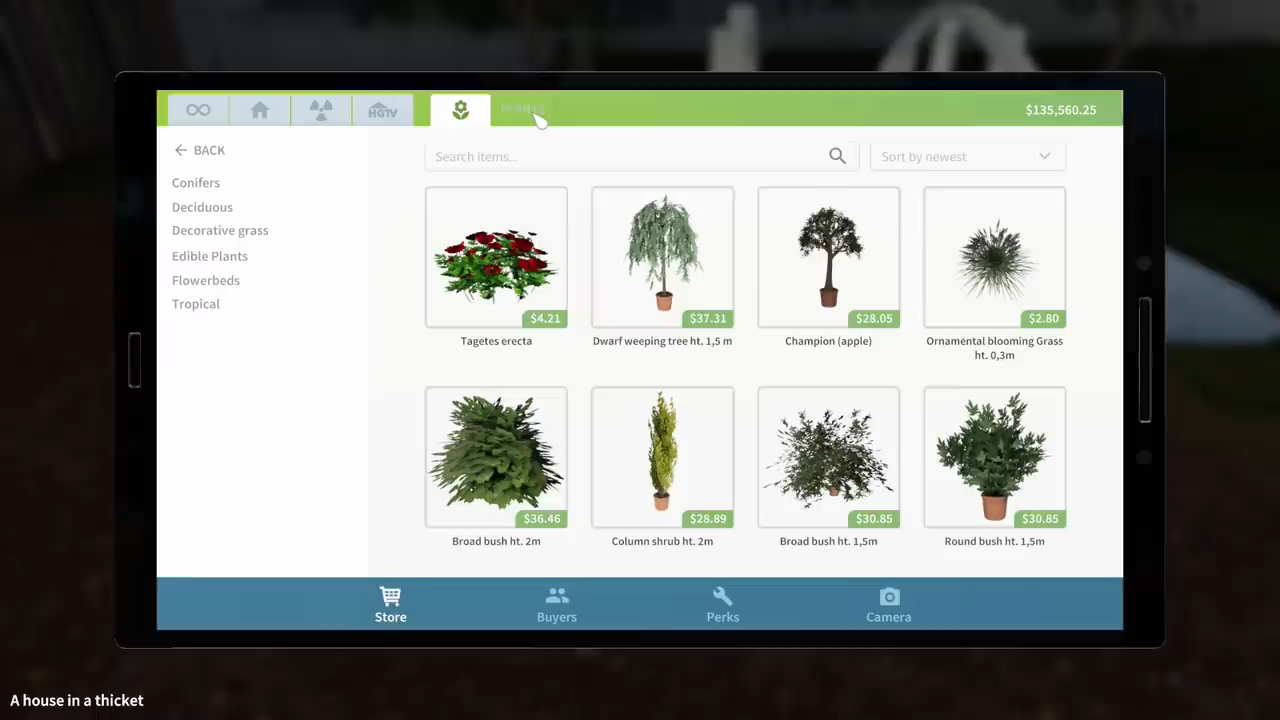 HGTV
PLANTS
$135,560.25
BACK
Search items...
Sort by newest
Conifers
Deciduous
Decorative grass
Edible Plants
Flowerbeds
Tropical
$4.21
$37.31
$28.05
$2.80
Tagetes erecta
Dwarf weeping tree ht. 1,5 m
Champion (apple)
Ornamental blooming Grass
ht. 0,3m
$36.46
$28.89
$30.85
$30.85
Broad bush ht. 2m
Column shrub ht. 2m
Broad bush ht. 1,5m
Round bush ht. 1,5m
Store
Buyers
Perks
Camera
A house in a thicket